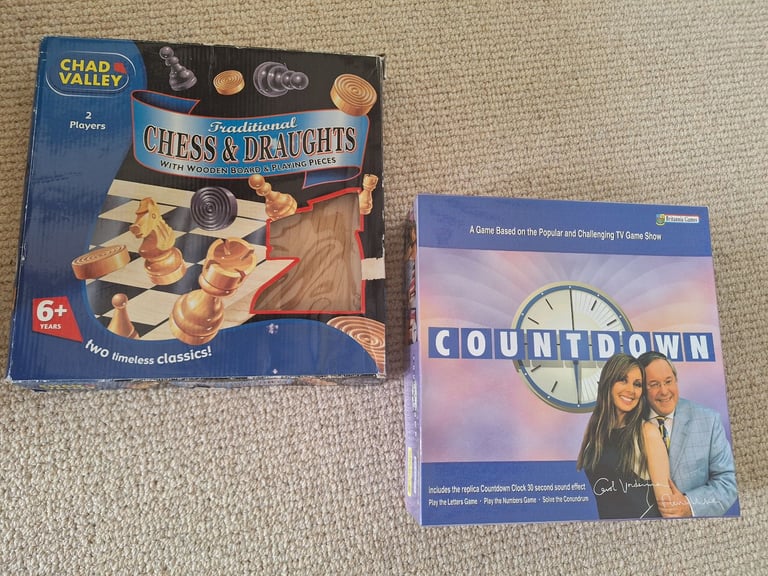 CHAD
VALLEY
2
Players
Traditional
CHESS & DRAUGHTS
WITH WOODEN BOARD & PLAYING PIECES
6+
YEARS
two timeless classics!
Britannia Games
A Game Based on the Popular and Challenging TV Game Show
COUNTDOWN
includes the replica Countdown Clock 30 second sound effect
Play the Letters Game · Play the Numbers Game · Solve the Conundrum
Carol Vorderman